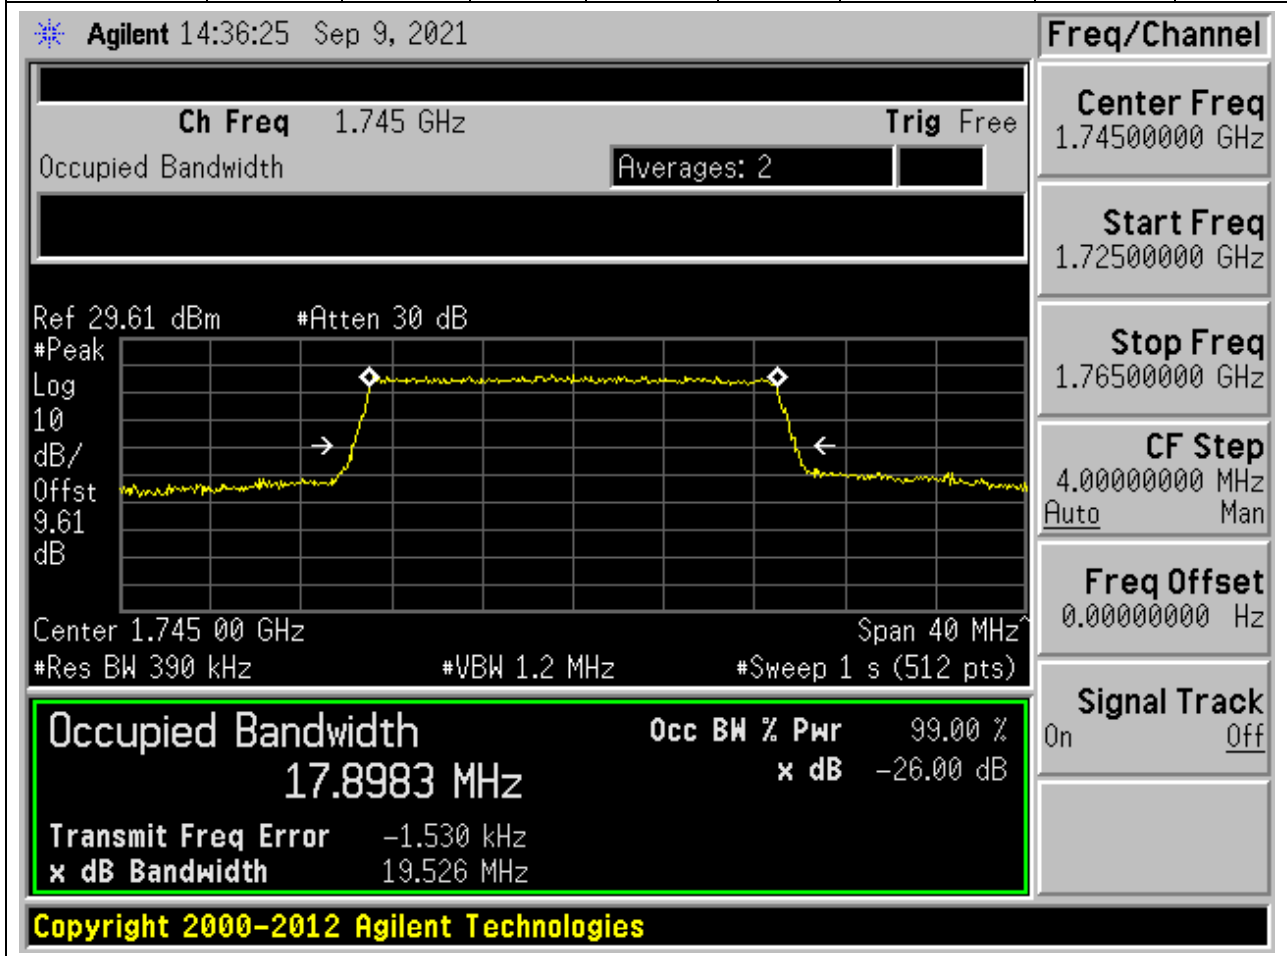 Agilent 14:36:25 Sep 9, 2021
Freq/Channel
Ch Freq 1.745 GHz Trig Free
Occupied Bandwidth Averages: 2
Center Freq
1.74500000 GHz
Start Freq
1.72500000 GHz
Stop Freq
1.76500000 GHz
CF Step
4.00000000 MHz
Auto Man
Freq Offset
0.00000000 Hz
Signal Track
On Off
Ref 29.61 dBm #Atten 30 dB
#Peak
Log
10
dB/
Offst
9.61
dB
Center 1.745 00 GHz Span 40 MHz^
#Res BW 390 kHz #VBW 1.2 MHz #Sweep 1 s (512 pts)
Occupied Bandwidth Occ BW % Pwr 99.00 %
17.8983 MHz x dB -26.00 dB
Transmit Freq Error -1.530 kHz
x dB Bandwidth 19.526 MHz
Copyright 2000-2012 Agilent Technologies